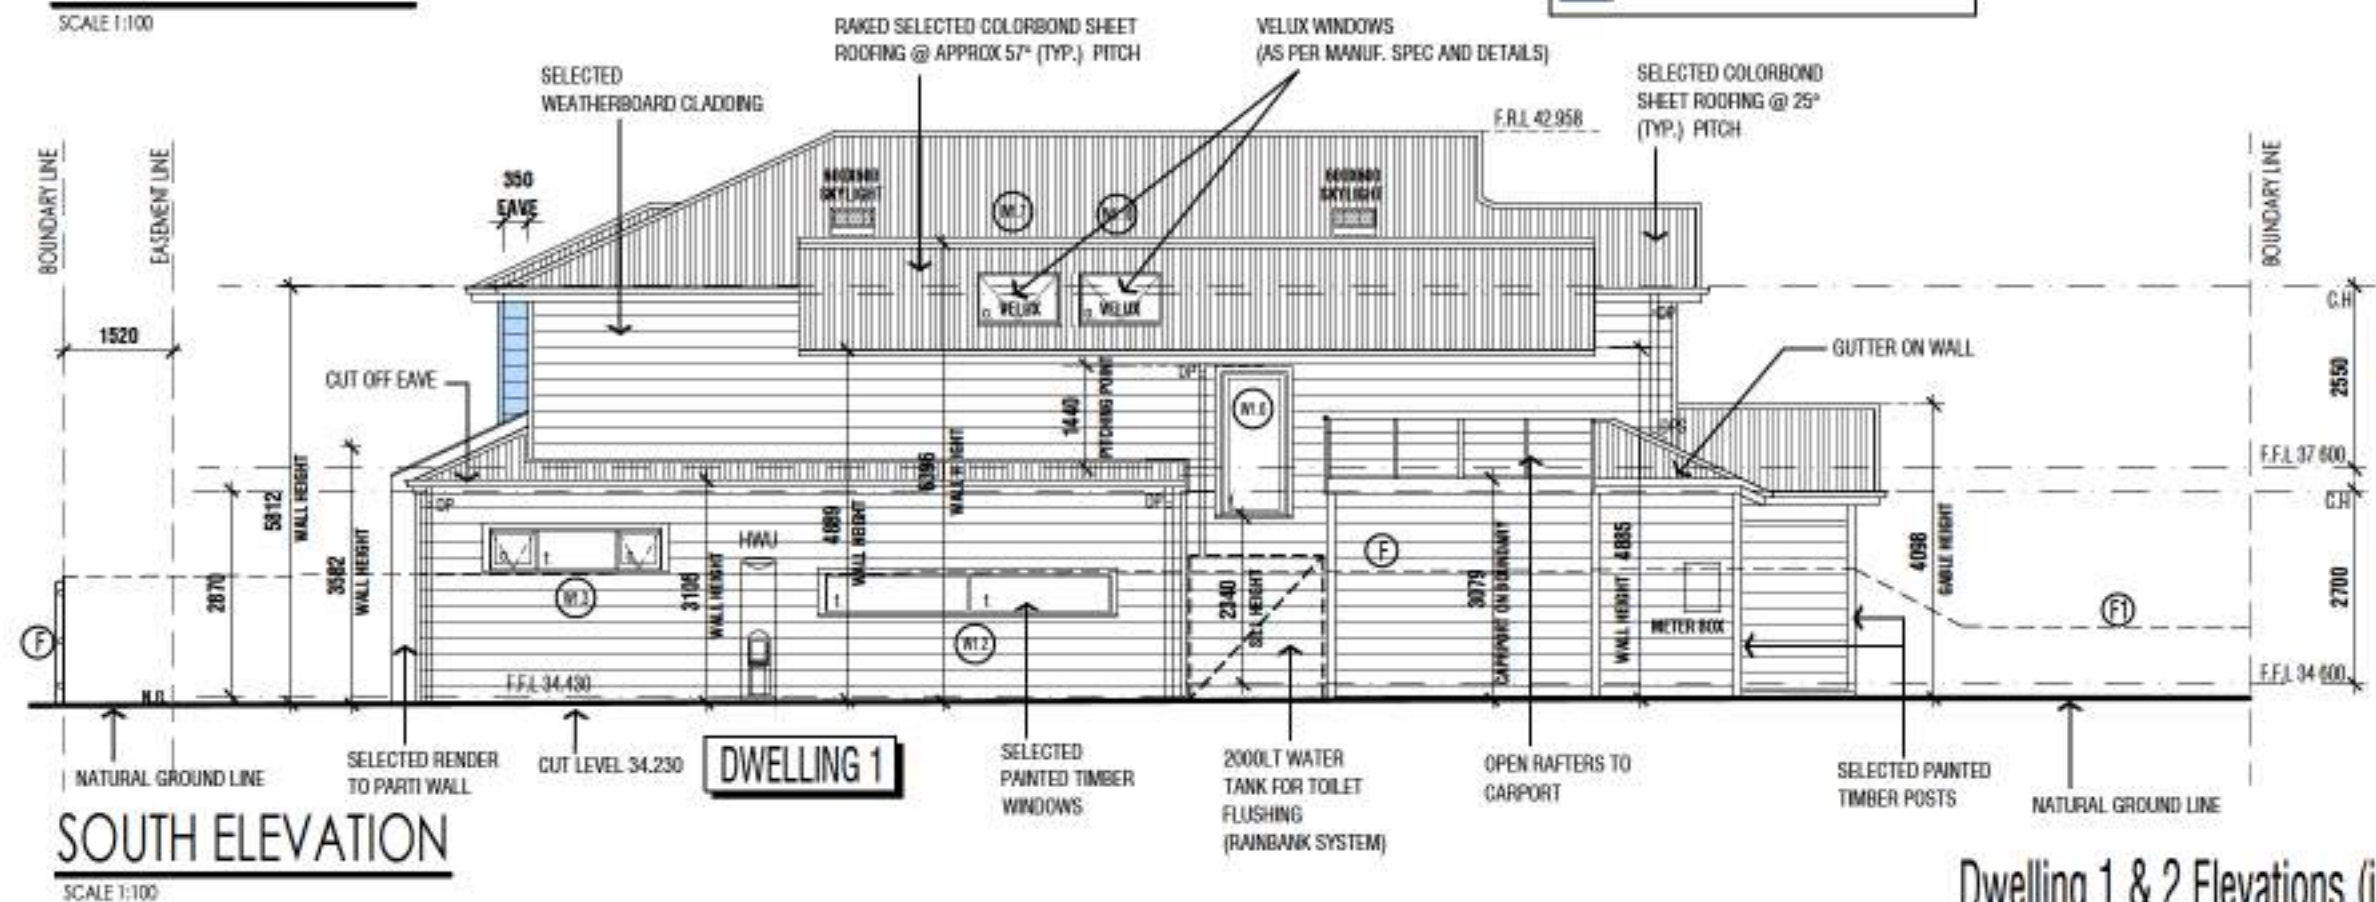 SCALE 1:100
RAKED SELECTED COLORBOND SHEET
ROOFING @ APPROX 57° (TYP.) PITCH
VELUX WINDOWS
(AS PER MANUF. SPEC AND DETAILS)
SELECTED
WEATHERBOARD CLADDING
SELECTED COLORBOND
SHEET ROOFING @ 25°
(TYP.) PITCH
F.R.L 42.958
BOUNDARY LINE
EASEMENT LINE
BOUNDARY LINE
350
EAVE
600X600
SKYLIGHT
600X600
SKYLIGHT
W1.7
VELUX
VELUX
C.H
1520
DP
GUTTER ON WALL
CUT OFF EAVE
DP
W1.6
2550
1440
PITCHING POINT
F.F.L 37 600
C.H
5812
WALL HEIGHT
3582
WALL HEIGHT
2870
DP
DP
HWU
3108
WALL HEIGHT
4889
WALL HEIGHT
6396
WALL HEIGHT
2340
SILL HEIGHT
F
3079
CARPORT ON BOUNDARY
WALL HEIGHT 4885
METER BOX
4098
GABLE HEIGHT
2700
F1
W1.3
W1.2
F
F.F.L 34.430
F.F.L 34 600
NATURAL GROUND LINE
SELECTED RENDER
TO PARTI WALL
CUT LEVEL 34.230
DWELLING 1
SELECTED
PAINTED TIMBER
WINDOWS
2000LT WATER
TANK FOR TOILET
FLUSHING
(RAINBANK SYSTEM)
OPEN RAFTERS TO
CARPORT
SELECTED PAINTED
TIMBER POSTS
NATURAL GROUND LINE
SOUTH ELEVATION
SCALE 1:100
Dwelling 1 & 2 Elevations (i